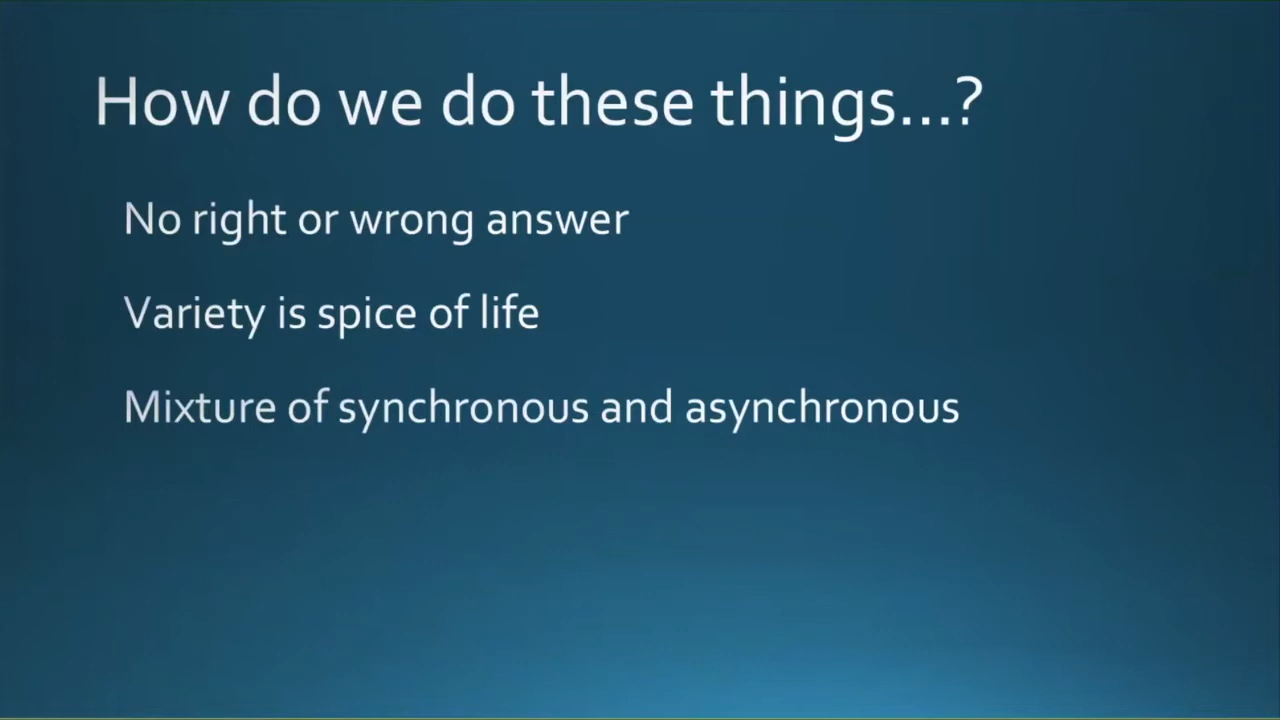 How do we do these things...?
No right or wrong answer
Variety is spice of life
Mixture of synchronous and asynchronous